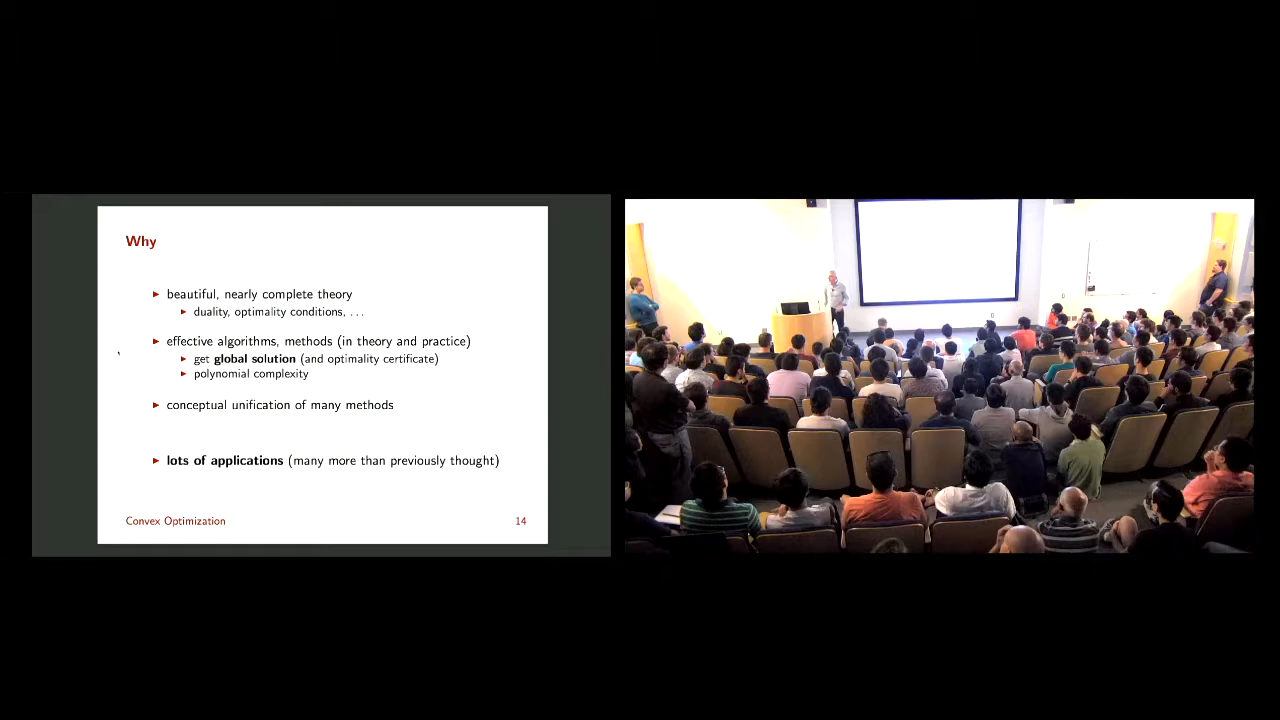 Why
► beautiful, nearly complete theory
► duality, optimality conditions, . . .
► effective algorithms, methods (in theory and practice)
► get global solution (and optimality certificate)
► polynomial complexity
► conceptual unification of many methods
► lots of applications (many more than previously thought)
Convex Optimization 14